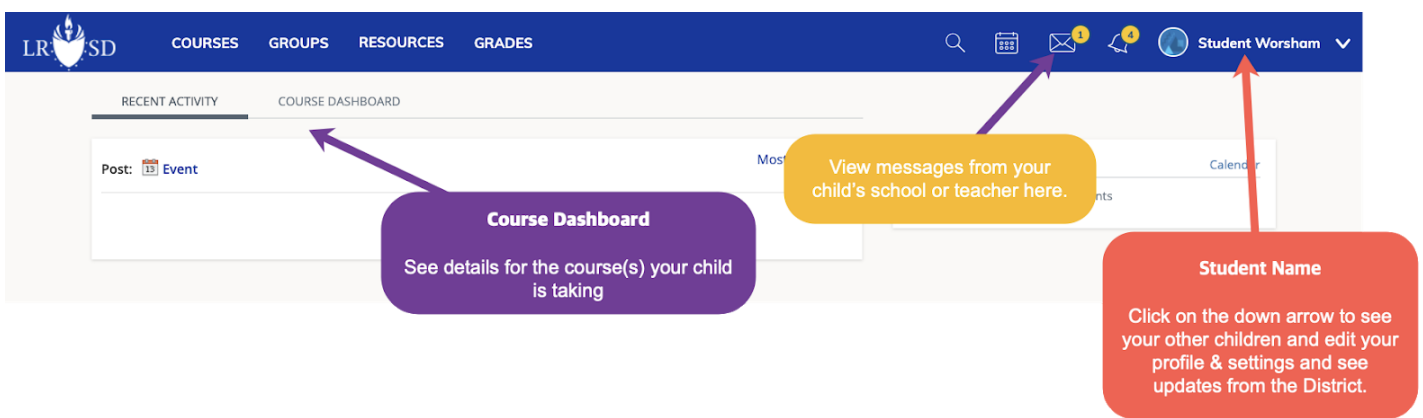 LR SD
COURSES GROUPS RESOURCES GRADES
1
4
Student Worsham
RECENT ACTIVITY COURSE DASHBOARD
Post: 13 Event
Most
Calendar
nts
View messages from your
child's school or teacher here.
Course Dashboard
See details for the course(s) your child
is taking
Student Name
Click on the down arrow to see
your other children and edit your
profile & settings and see
updates from the District.